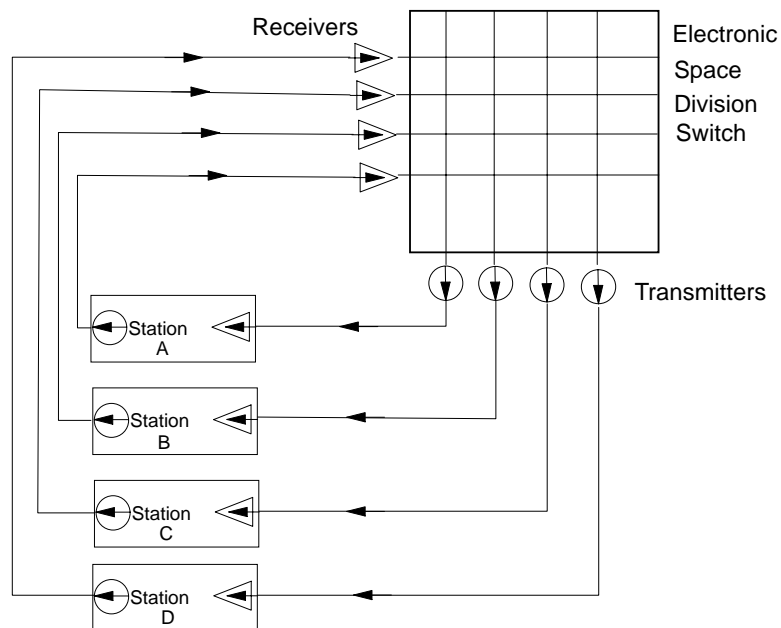 Receivers
Electronic
Space
Division
Switch
Transmitters
Station
A
Station
B
Station
C
Station
D